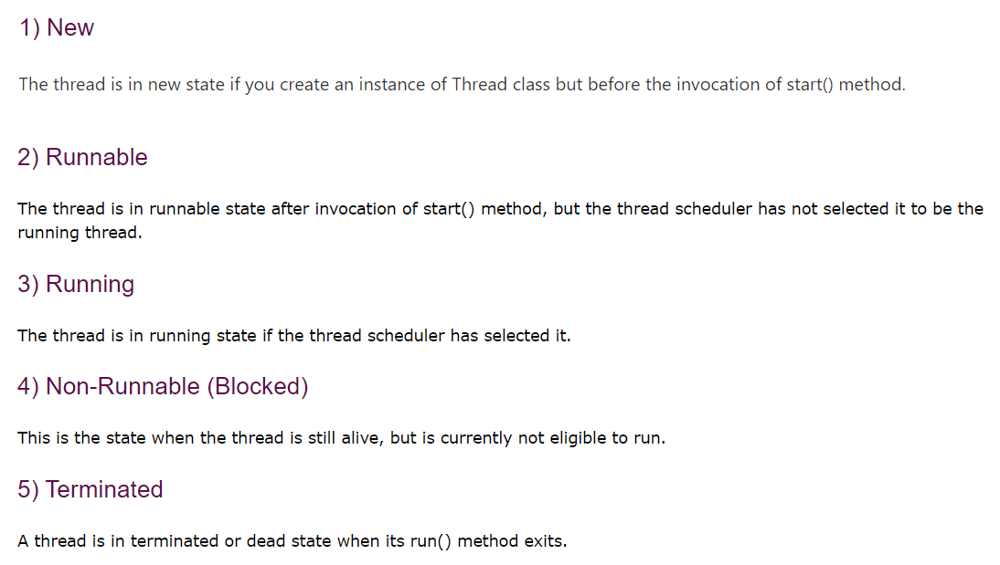 1) New
The thread is in new state if you create an instance of Thread class but before the invocation of start() method.
2) Runnable
The thread is in runnable state after invocation of start() method, but the thread scheduler has not selected it to be the
running thread.
3) Running
The thread is in running state if the thread scheduler has selected it.
4) Non-Runnable (Blocked)
This is the state when the thread is still alive, but is currently not eligible to run.
5) Terminated
A thread is in terminated or dead state when its run() method exits.